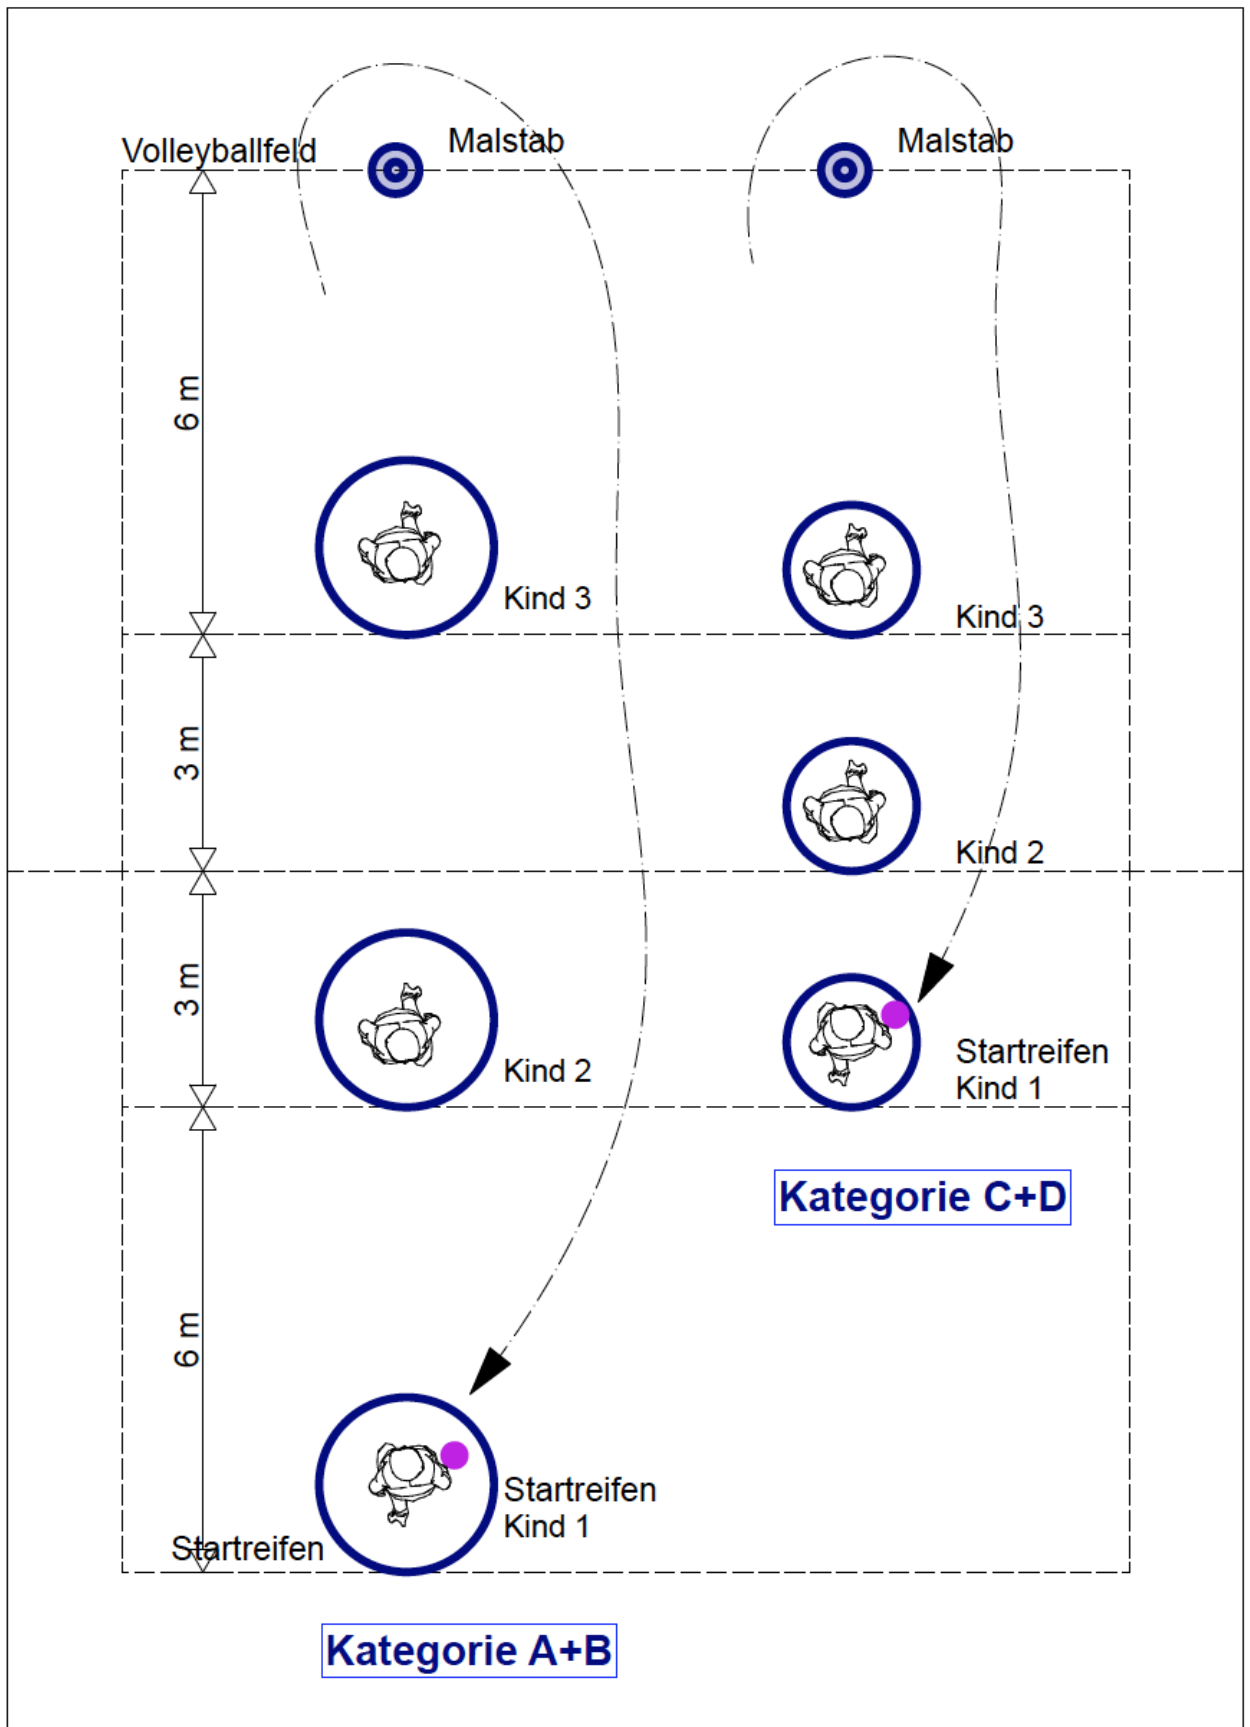 Volleyballfeld
Malstab
Malstab
6 m
Kind 3
Kind 3
3 m
Kind 2
3 m
Kind 2
Startreifen
Kind 1
Kategorie C+D
6 m
Startreifen
Kind 1
Startreifen
Kategorie A+B